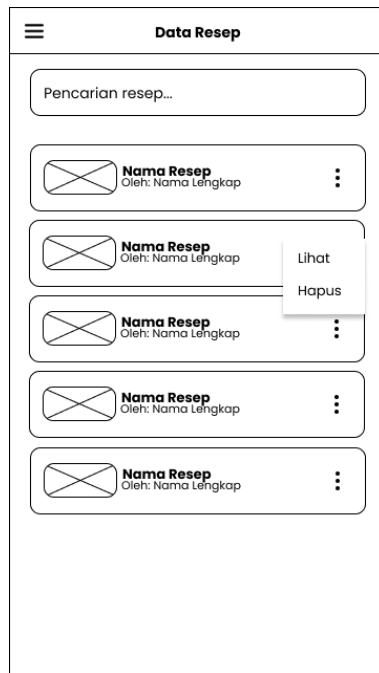 Data Resep
Pencarian resep...
Nama Resep
Oleh: Nama Lengkap
Nama Resep
Oleh: Nama Lengkap
Lihat
Hapus
Nama Resep
Oleh: Nama Lengkap
Nama Resep
Oleh: Nama Lengkap
Nama Resep
Oleh: Nama Lengkap